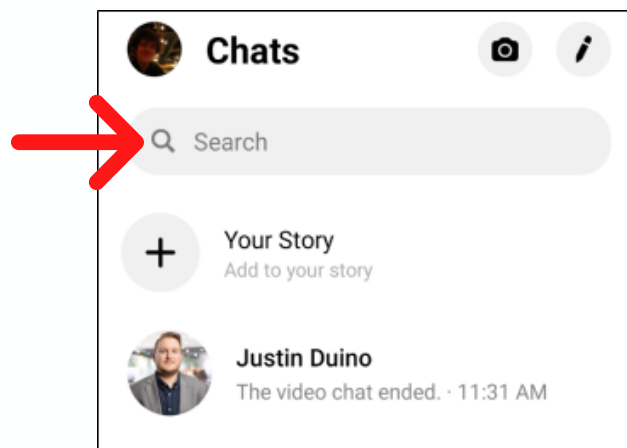 Chats
Search
Your Story
Add to your story
Justin Duino
The video chat ended. · 11:31 AM